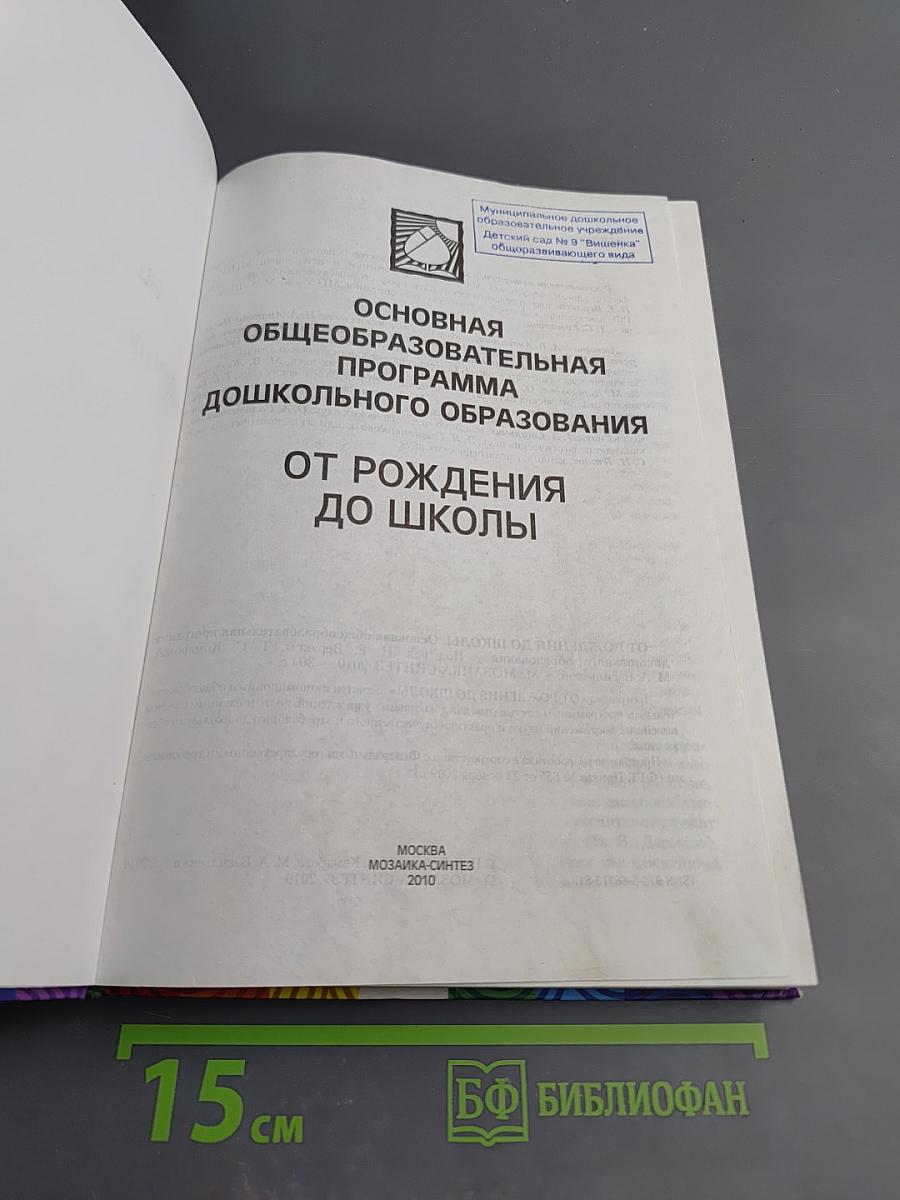 Муниципальное дошкольное
образовательное учреждение
Детский сад № 9 "Вишенка"
общеразвивающего вида
ОСНОВНАЯ
ОБЩЕОБРАЗОВАТЕЛЬНАЯ
ПРОГРАММА
ДОШКОЛЬНОГО ОБРАЗОВАНИЯ
ОТ РОЖДЕНИЯ
ДО ШКОЛЫ
МОСКВА
МОЗАИКА-СИНТЕЗ
2010
15 см
БФ БИБЛИОФАН